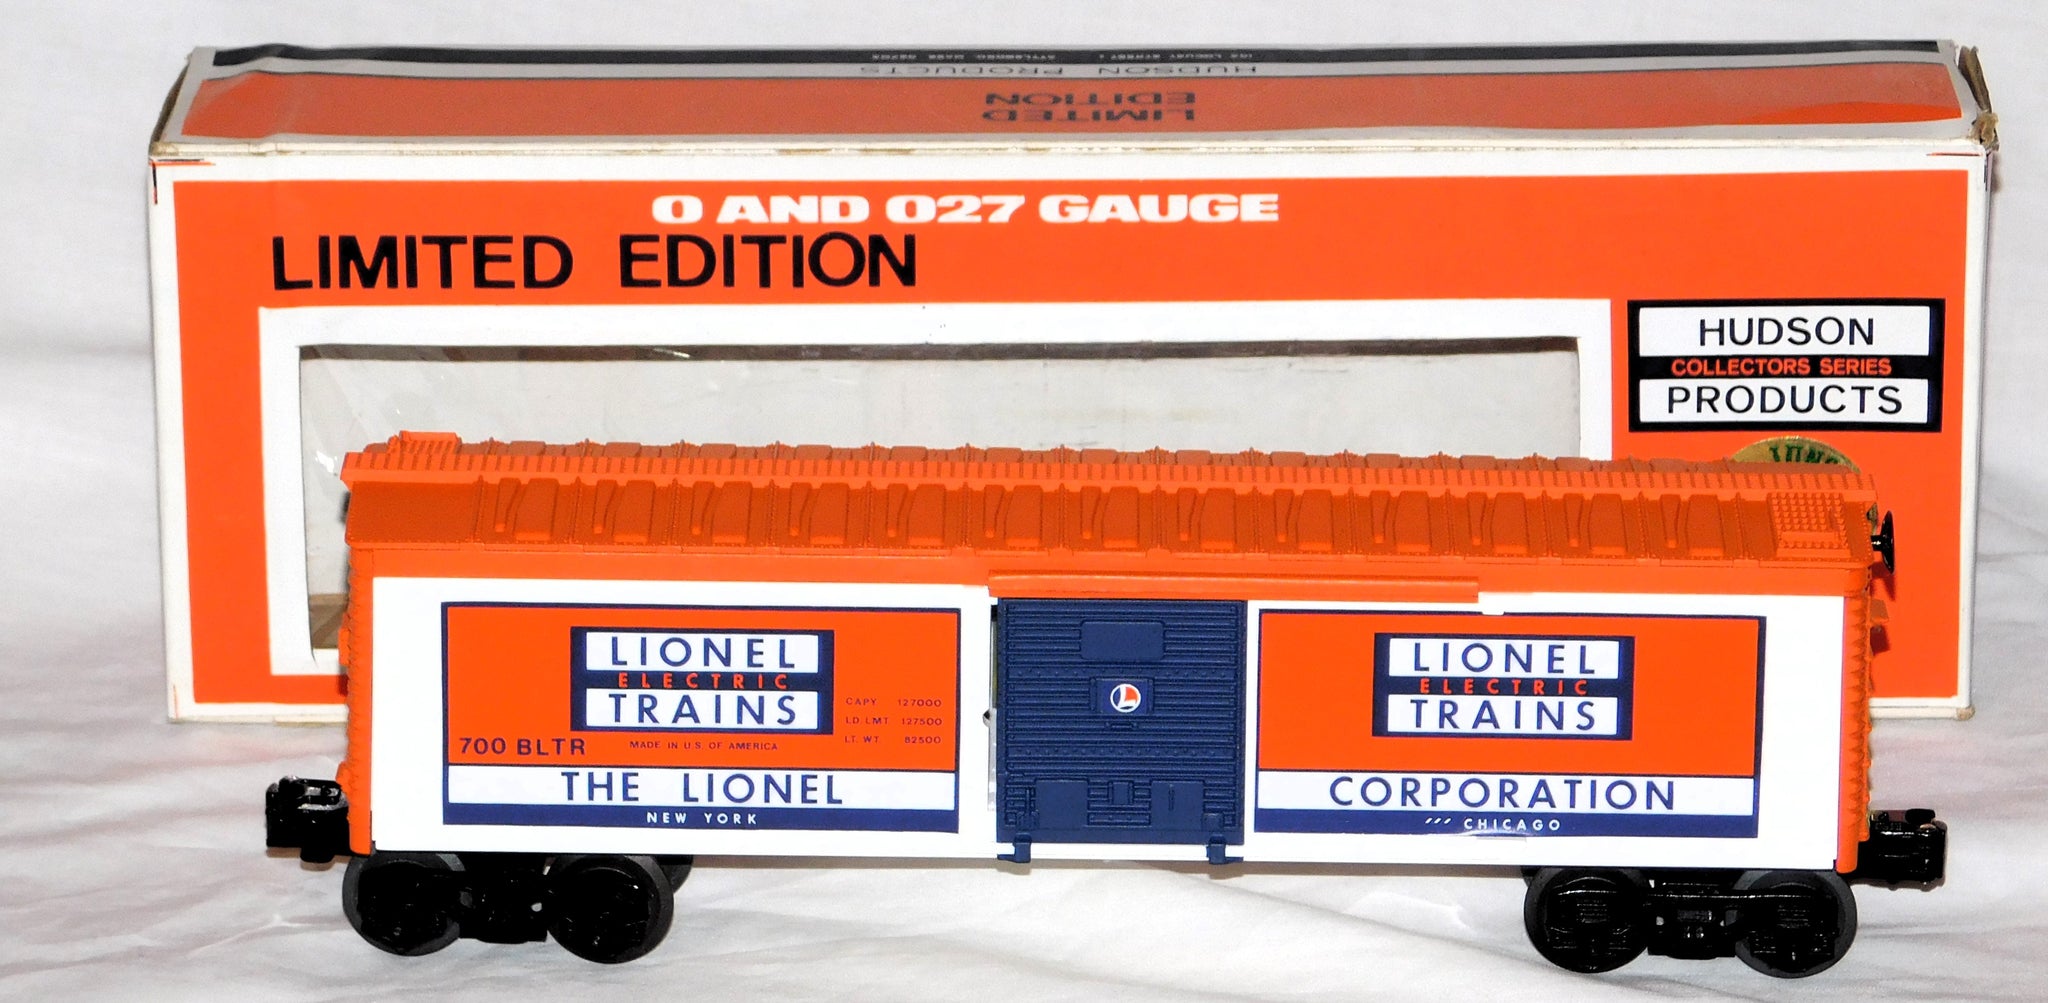 LIMITED
EDITION
HUDSON PRODUCTS
O AND 027 GAUGE
LIMITED EDITION
HUDSON
COLLECTORS SERIES
PRODUCTS
LIONEL
ELECTRIC
TRAINS
CAPY 127000
LD LMT 127500
LT. WT. 82500
700 BLTR
MADE IN U.S. OF AMERICA
THE LIONEL
NEW YORK
L
LIONEL
ELECTRIC
TRAINS
CORPORATION
CHICAGO